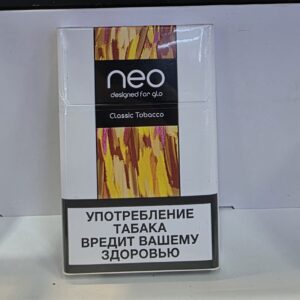 neo
designed for glo
Classic Tobacco
УПОТРЕБЛЕНИЕ
ТАБАКА
ВРЕДИТ ВАШЕМУ
ЗДОРОВЬЮ